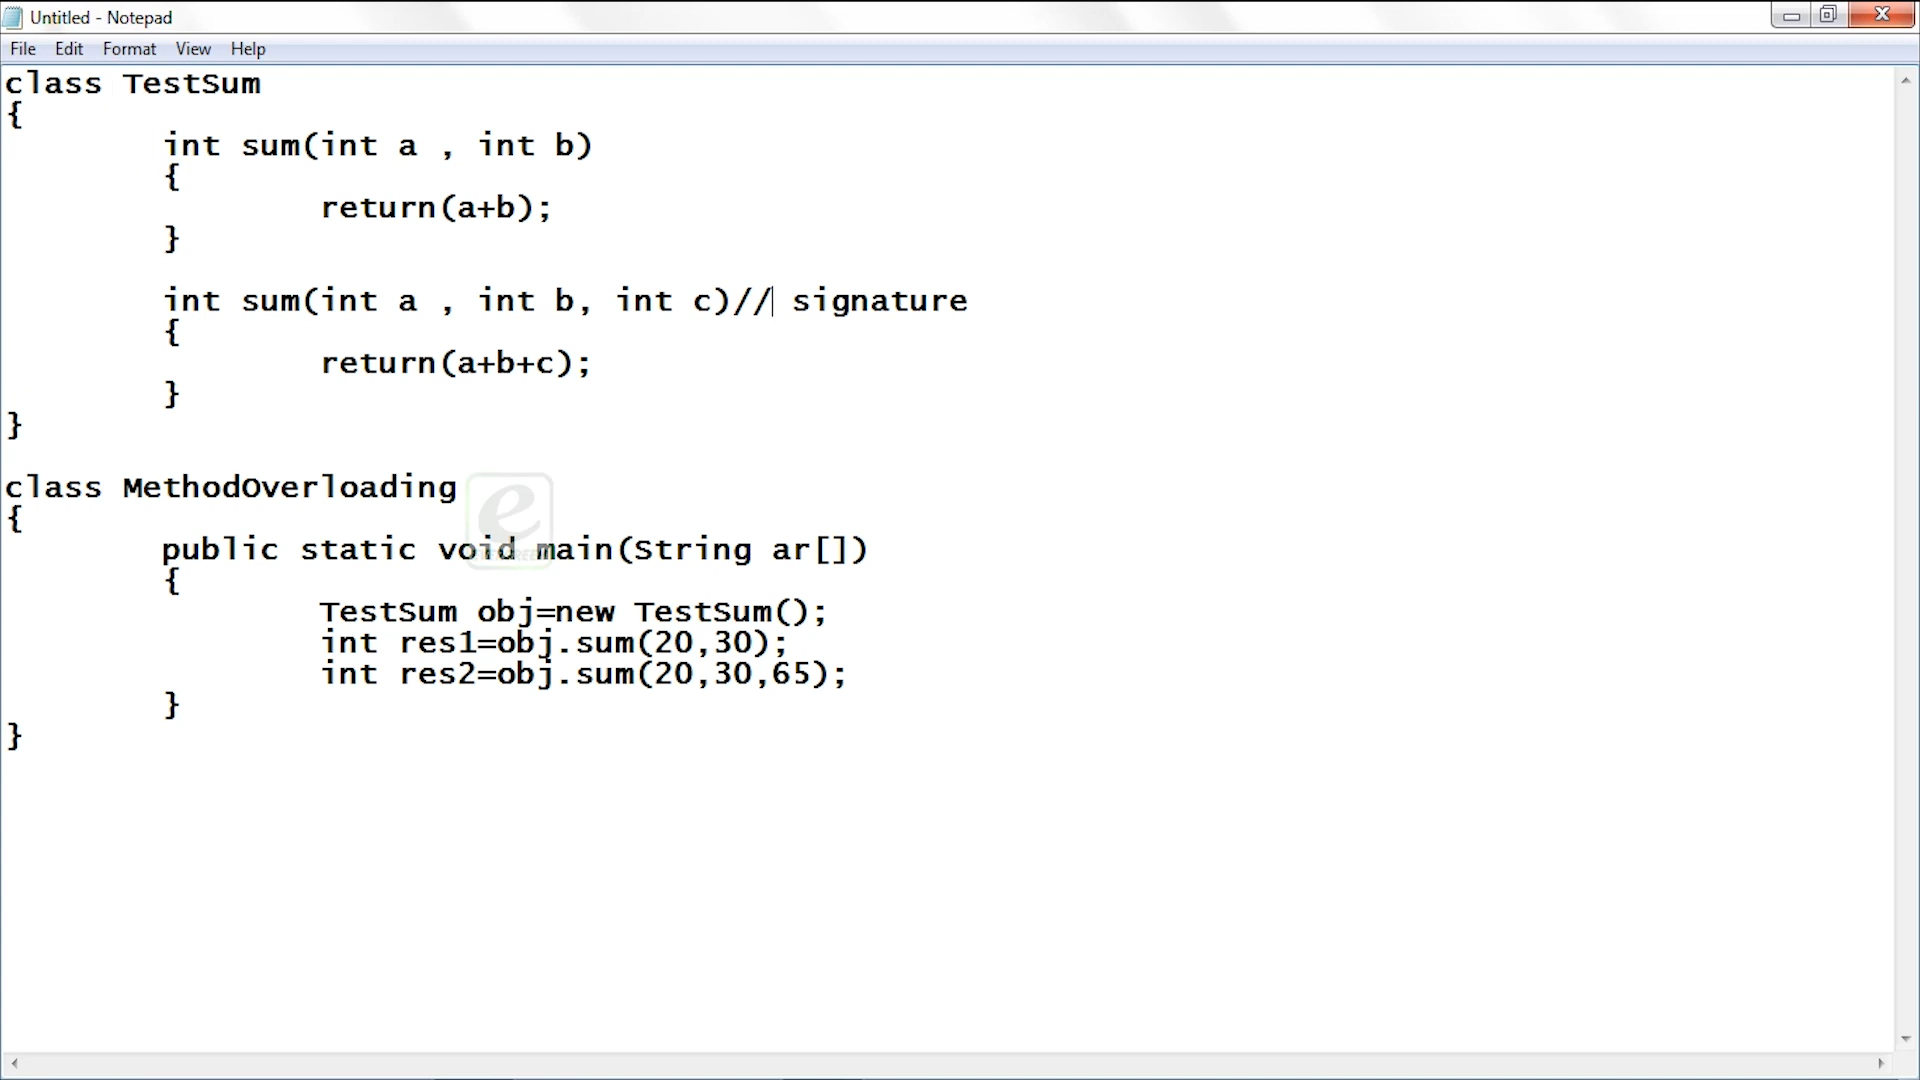 Untitled - Notepad
File Edit Format View Help
class TestSum
{
int sum(int a , int b)
{
return(a+b);
}
int sum(int a , int b, int c)// signature
{
return(a+b+c);
}
}
class MethodOverloading
{
public static void main(String ar[])
{
TestSum obj=new TestSum();
int res1=obj.sum(20,30);
int res2=obj.sum(20,30,65);
}
}